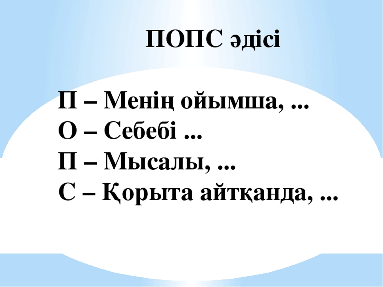 ПОПС әдісі
П – Менің ойымша, ...
О – Себебі ...
П – Мысалы, ...
С – Қорыта айтқанда, ...